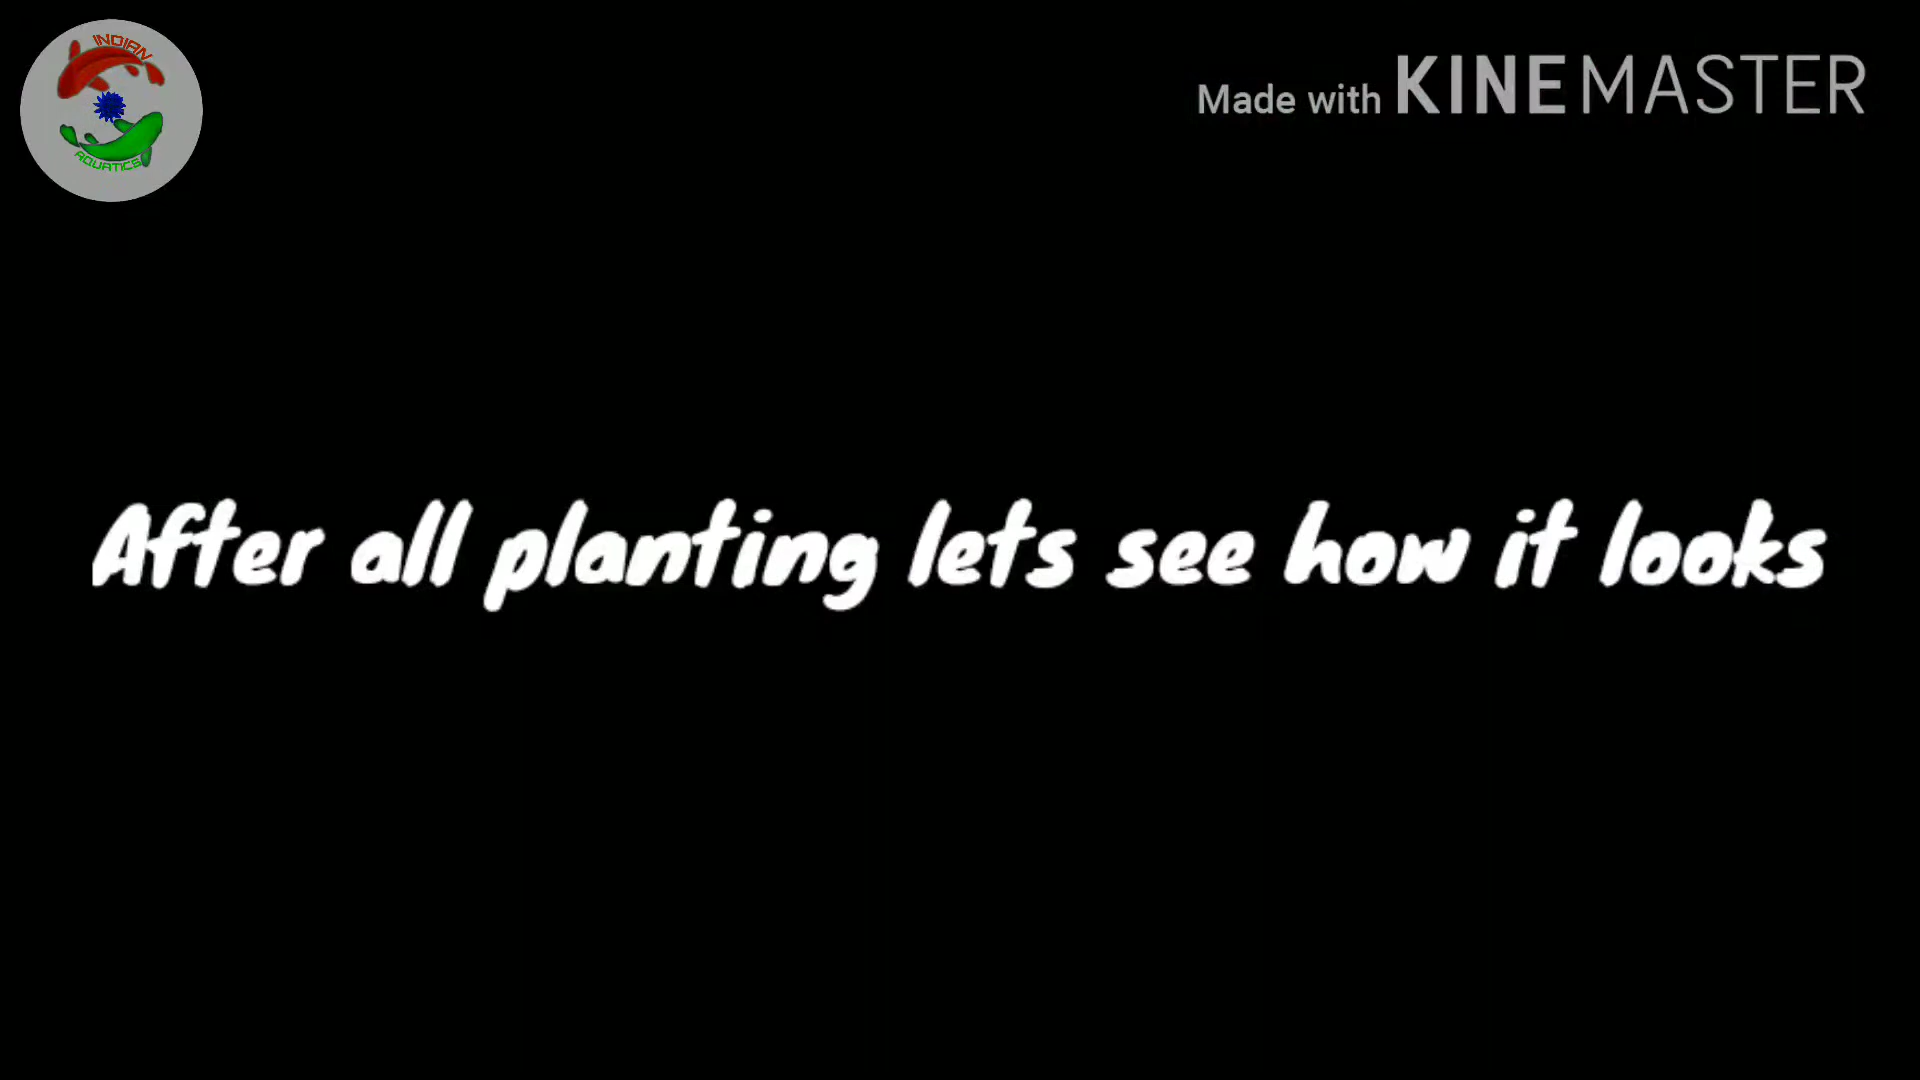 INDIAN
AQUATICS
Made with KINEMASTER
After all planting lets see how it looks